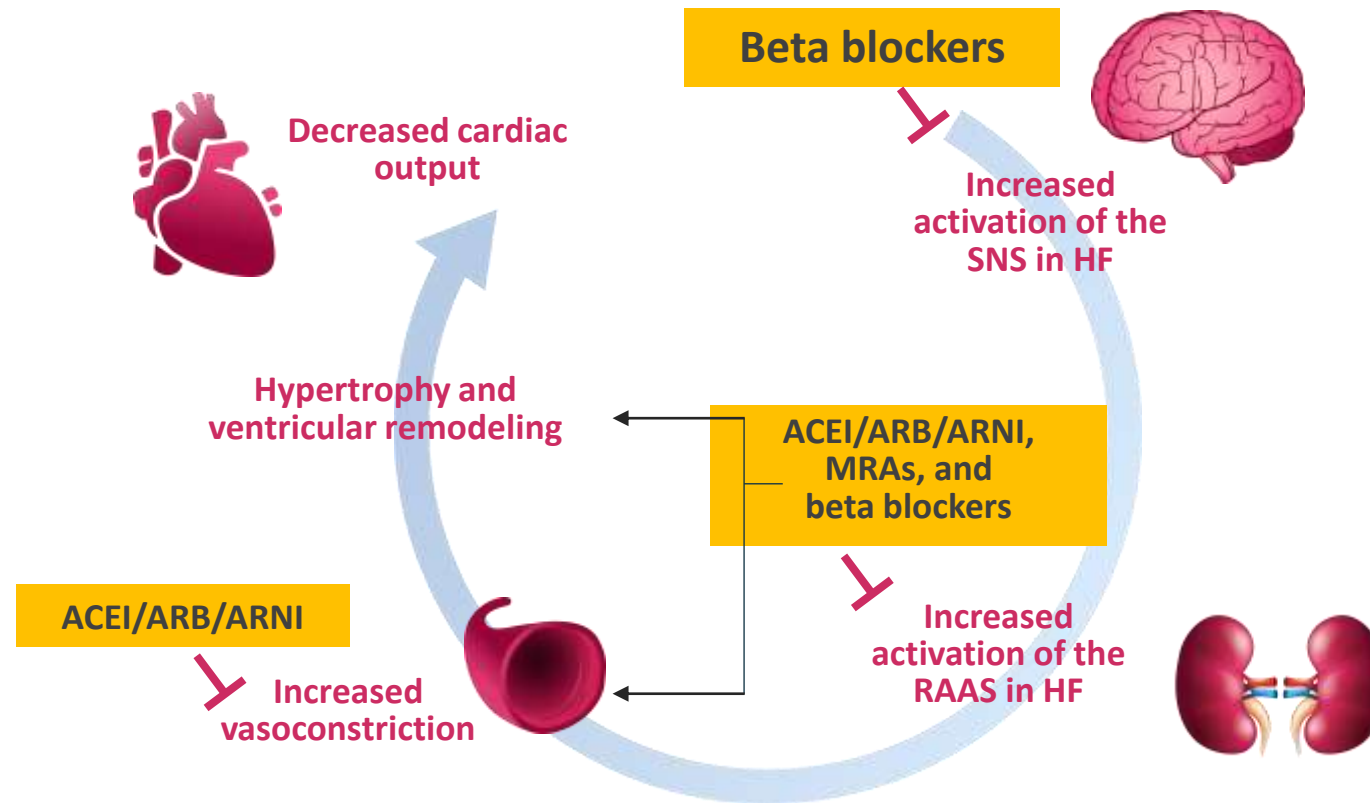 Beta blockers
Decreased cardiac
output
Increased
activation of the
SNS in HF
Hypertrophy and
ventricular remodeling
ACEI/ARB/ARNI,
MRAs, and
beta blockers
ACEI/ARB/ARNI
Increased
activation of the
RAAS in HF
Increased
vasoconstriction